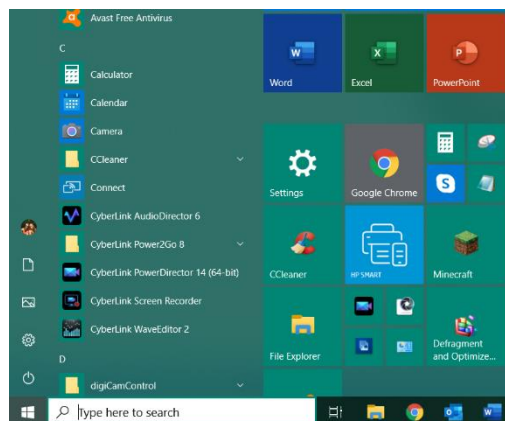 Avast Free Antivirus
C
Calculator
Calendar
Camera
CCleaner
Connect
CyberLink AudioDirector 6
CyberLink Power2Go 8
CyberLink PowerDirector 14 (64-bit)
CyberLink Screen Recorder
CyberLink WaveEditor 2
D
digiCamControl
Type here to search
W
Word
X
Excel
P
PowerPoint
Settings
Google Chrome
S
CCleaner
HP SMART
Minecraft
File Explorer
Defragment
and Optimize...